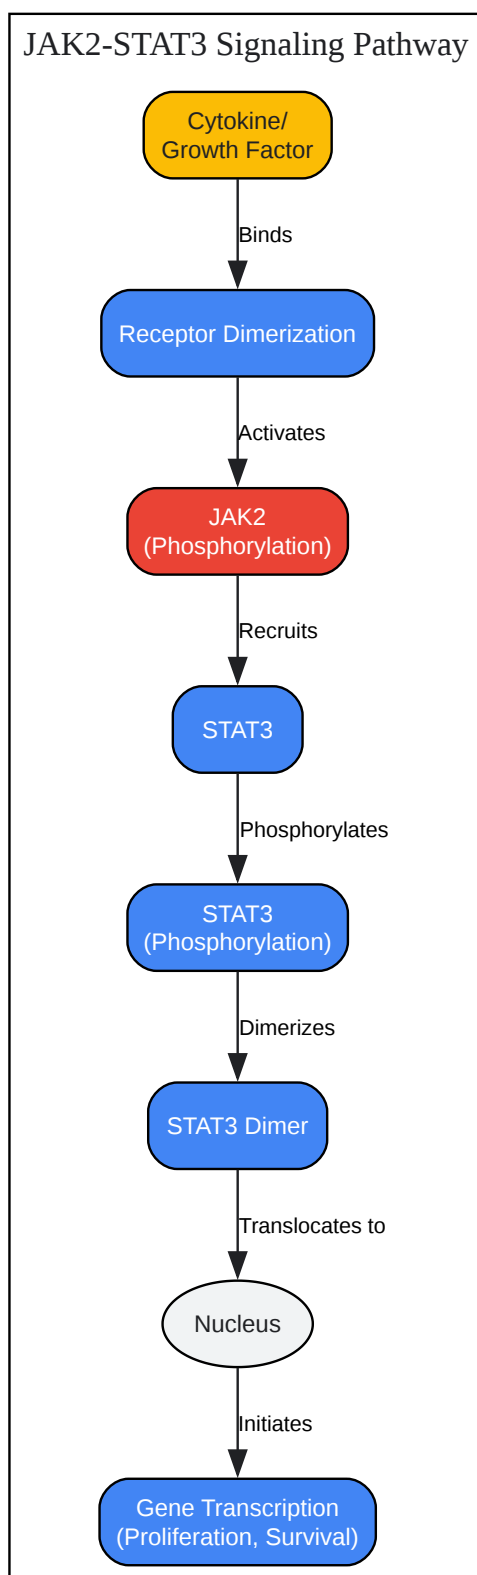 JAK2-STAT3 Signaling Pathway
Cytokine/
Growth Factor
Binds
Receptor Dimerization
Activates
JAK2
(Phosphorylation)
Recruits
STAT3
Phosphorylates
STAT3
(Phosphorylation)
Dimerizes
STAT3 Dimer
Translocates to
Nucleus
Initiates
Gene Transcription
(Proliferation, Survival)